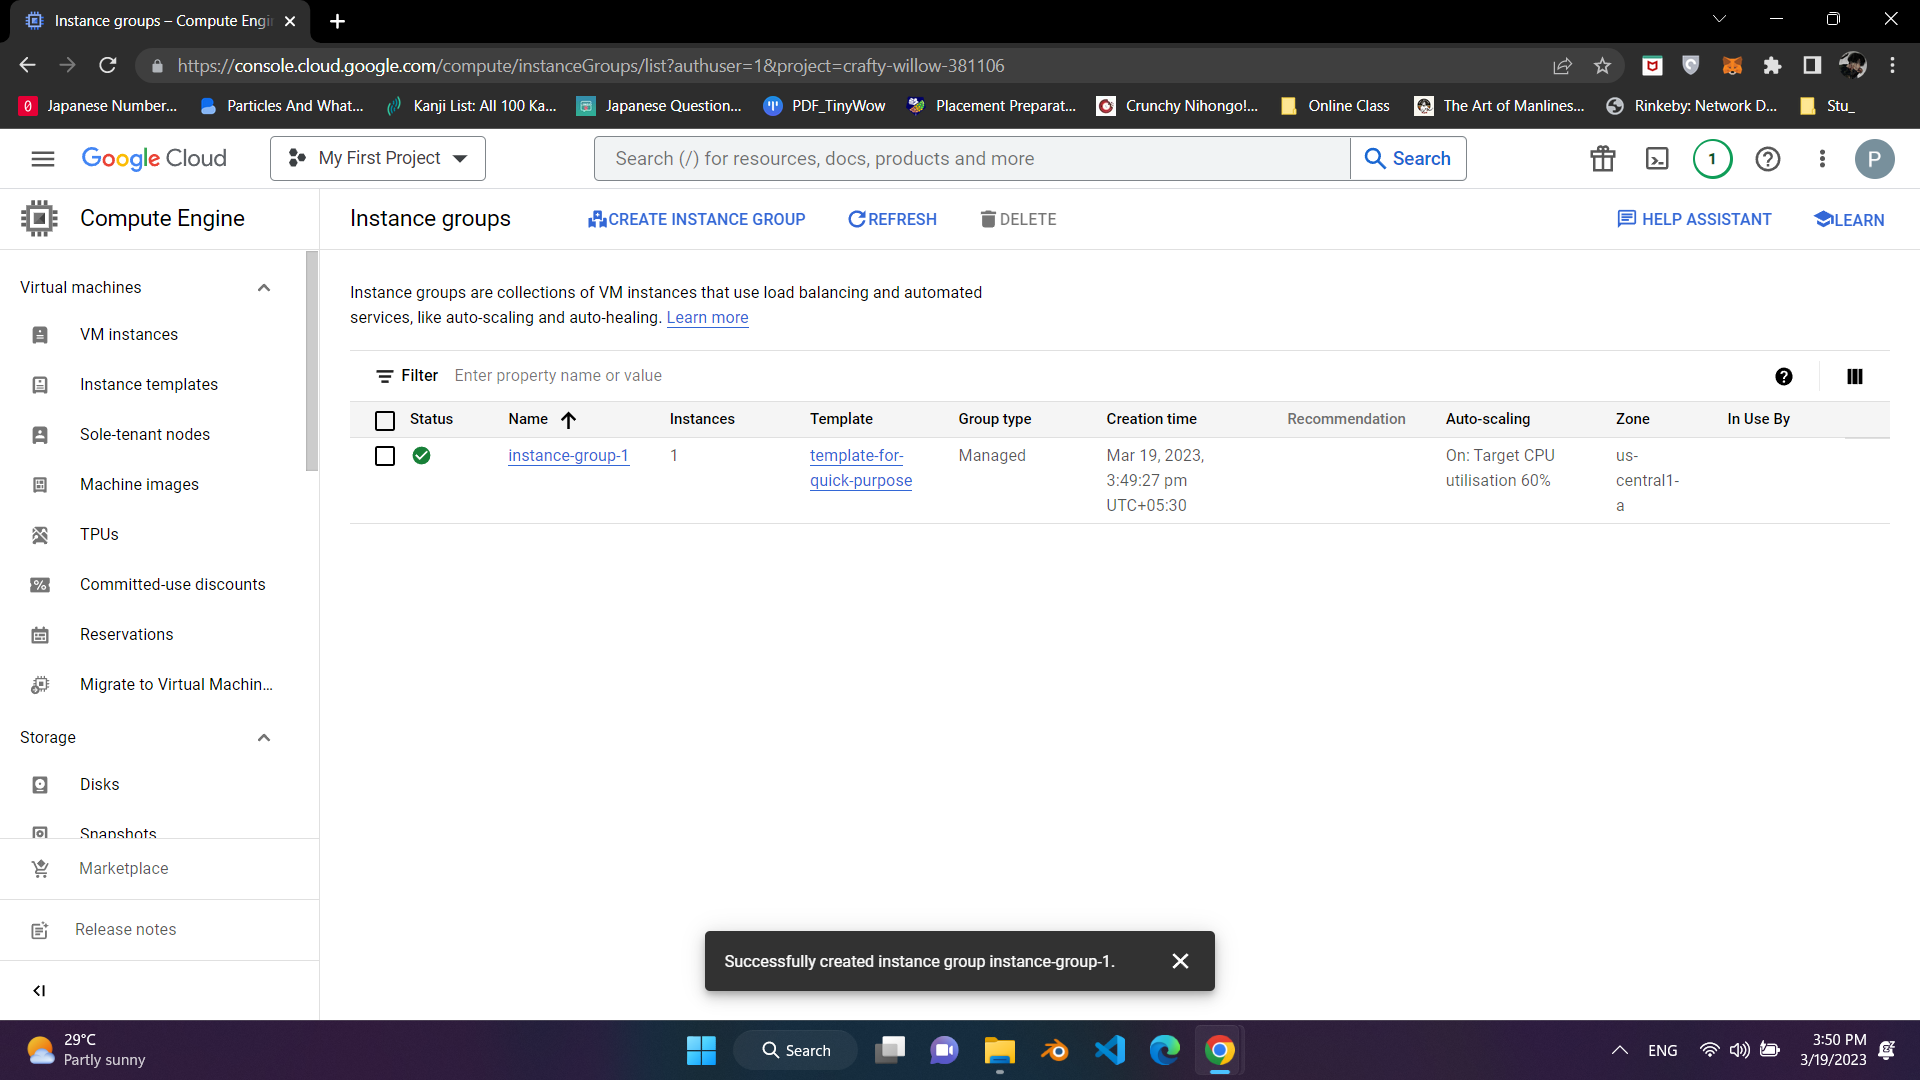 Instance groups – Compute Engin
https://console.cloud.google.com/compute/instanceGroups/list?authuser=1&project=crafty-willow-381106
Japanese Number...
Particles And What...
Kanji List: All 100 Ka...
Japanese Question...
PDF_TinyWow
Placement Preparat...
Crunchy Nihongo!...
Online Class
The Art of Manlines...
Rinkeby: Network D...
Stu_
Google Cloud
My First Project
Search (/) for resources, docs, products and more
Search
1
P
Compute Engine
Instance groups
CREATE INSTANCE GROUP
REFRESH
DELETE
HELP ASSISTANT
LEARN
Virtual machines
VM instances
Instance templates
Sole-tenant nodes
Machine images
TPUs
Committed-use discounts
Reservations
Migrate to Virtual Machin...
Storage
Disks
Snapshots
Marketplace
Release notes
Instance groups are collections of VM instances that use load balancing and automated
services, like auto-scaling and auto-healing. Learn more
Filter Enter property name or value
Status Name Instances Template Group type Creation time Recommendation Auto-scaling Zone In Use By
instance-group-1
1
template-for-
quick-purpose
Managed
Mar 19, 2023,
3:49:27 pm
UTC+05:30
On: Target CPU
utilisation 60%
us-
central1-
a
Successfully created instance group instance-group-1.
29°C
Partly sunny
Search
ENG
3:50 PM
3/19/2023